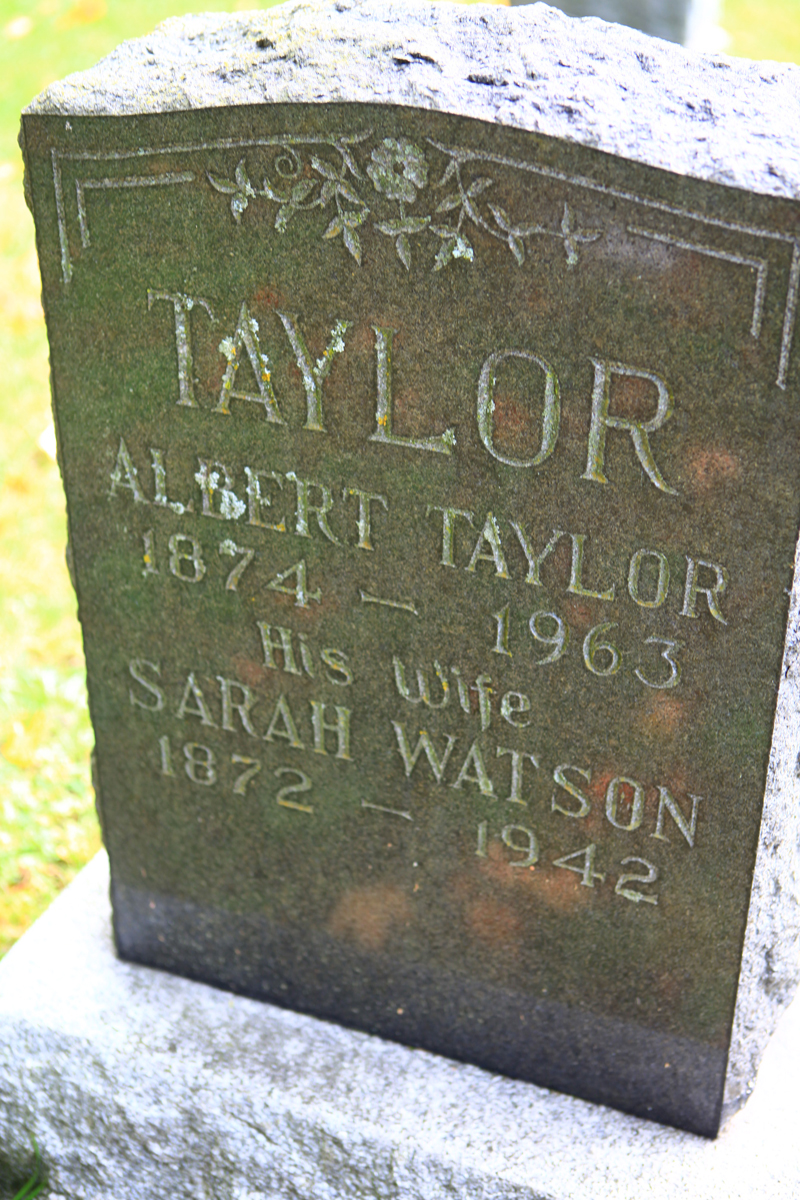 TAYLOR
ALBERT TAYLOR
1874 – 1963
His Wife
SARAH WATSON
1872 – 1942